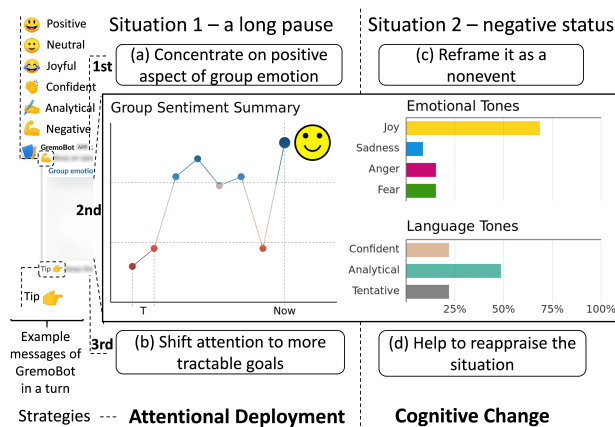 Situation 1 – a long pause
Situation 2 – negative status
Positive
Neutral
Joyful
Confident
Analytical
Negative
1st
(a) Concentrate on positive
aspect of group emotion
(c) Reframe it as a
nonevent
GremoBot APP
Group emotio
2nd
Group Sentiment Summary
T
Now
Emotional Tones
Joy
Sadness
Anger
Fear
Language Tones
Confident
Analytical
Tentative
25%
50%
75%
100%
Tip
Tip
3rd
(b) Shift attention to more
tractable goals
(d) Help to reappraise the
situation
Example
messages of
GremoBot
in a turn
Strategies
Attentional Deployment
Cognitive Change